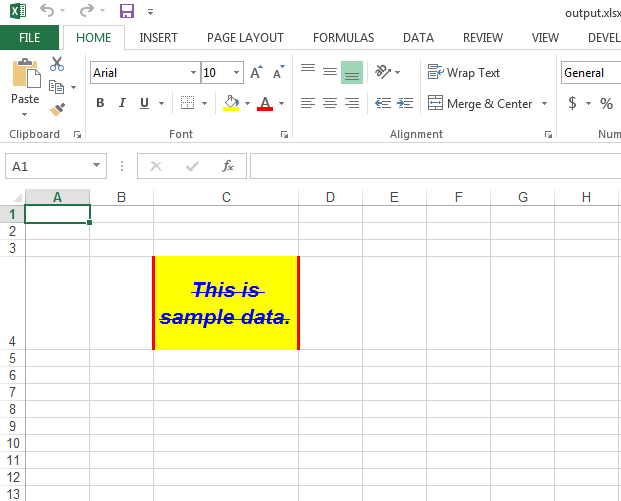 output.xlsx
FILE HOME INSERT PAGE LAYOUT FORMULAS DATA REVIEW VIEW DEVEL
Arial 10 A A Wrap Text General
Paste B I U A Merge & Center $ %
Clipboard Font Alignment Num
A1 fx
A B C D E F G H
1
2
3
This is
sample data.
4
5
6
7
8
9
10
11
12
13